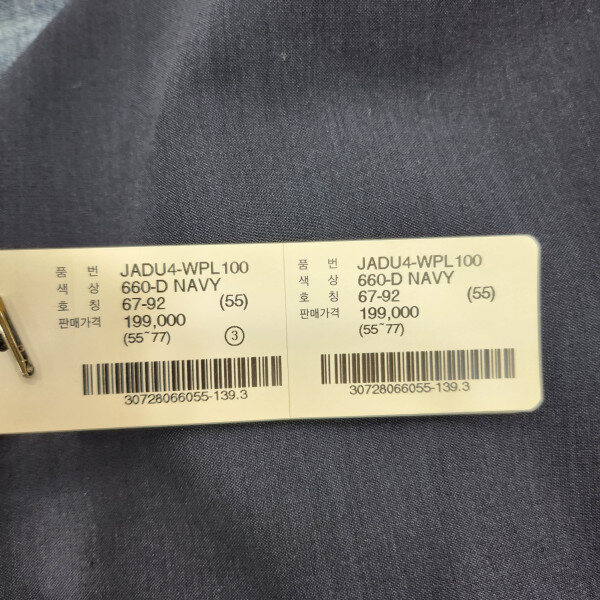 품 번 JADU4-WPL100
색 상 660-D NAVY
호 칭 67-92 (55)
판매가격 199,000
(55~77) ③
30728066055-139.3
품 번 JADU4-WPL100
색 상 660-D NAVY
호 칭 67-92 (55)
판매가격 199,000
(55~77)
30728066055-139.3